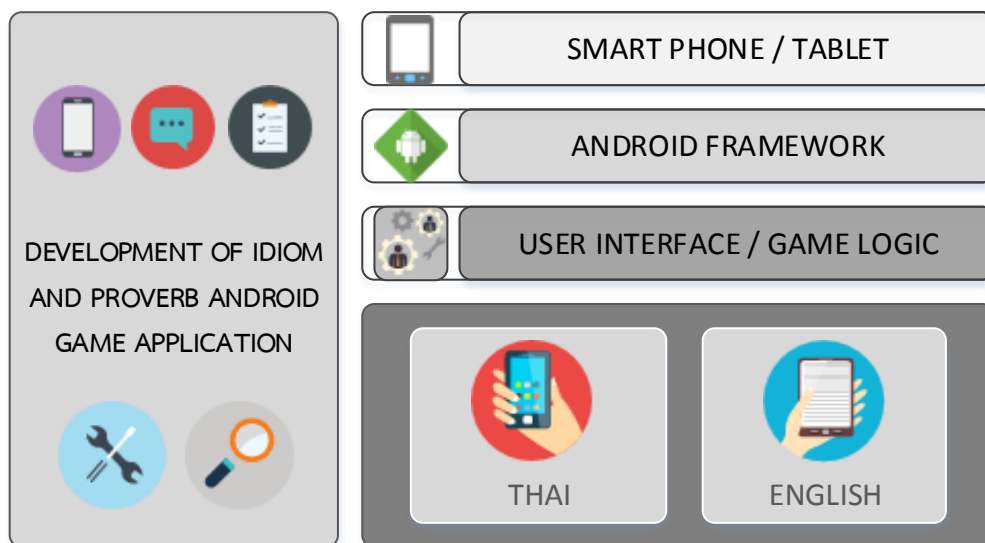 DEVELOPMENT OF IDIOM
AND PROVERB ANDROID
GAME APPLICATION
SMART PHONE / TABLET
ANDROID FRAMEWORK
USER INTERFACE / GAME LOGIC
THAI
ENGLISH